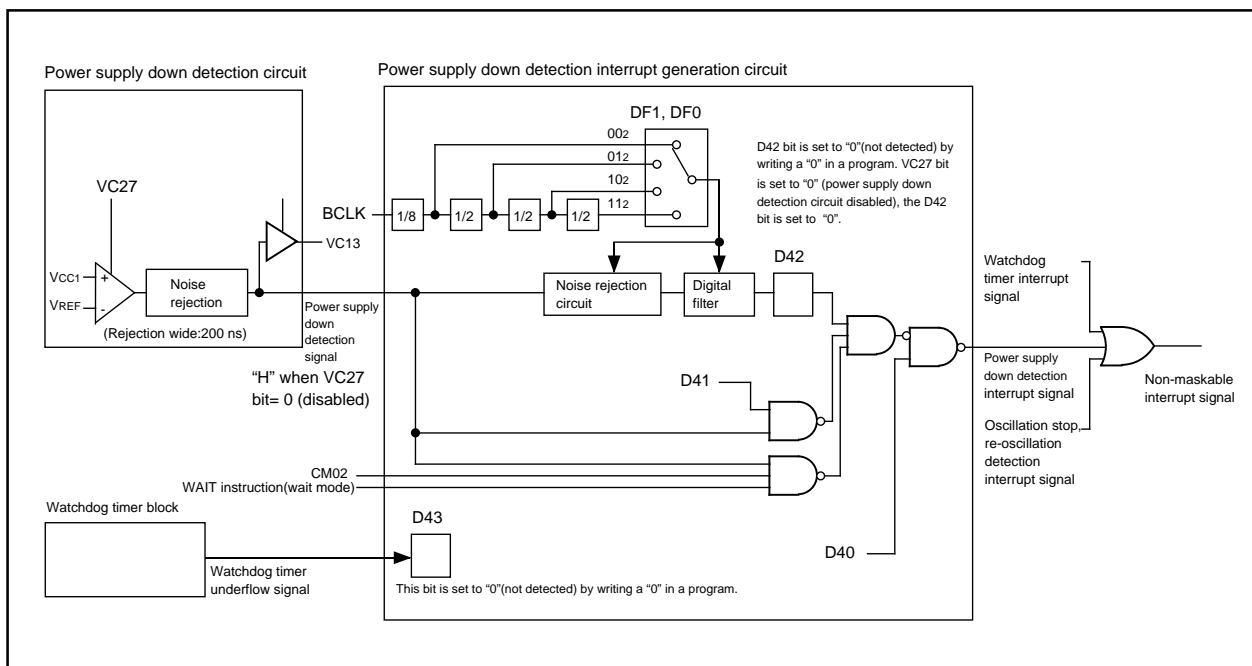 Power supply down detection circuit
VC27
VCC1
VREF
+
-
Noise
rejection
(Rejection wide:200 ns)
VC13
Power supply
down
detection
signal
“H” when VC27
bit= 0 (disabled)
Power supply down detection interrupt generation circuit
DF1, DF0
002
012
102
112
BCLK
1/8
1/2
1/2
1/2
D42 bit is set to “0”(not detected) by
writing a “0” in a program. VC27 bit
is set to “0” (power supply down
detection circuit disabled), the D42
bit is set to “0”.
Noise rejection
circuit
Digital
filter
D42
D41
CM02
WAIT instruction(wait mode)
D40
Watchdog
timer interrupt
signal
Power supply
down detection
interrupt signal
Oscillation stop,
re-oscillation
detection
interrupt signal
Non-maskable
interrupt signal
Watchdog timer block
Watchdog timer
underflow signal
D43
This bit is set to “0”(not detected) by writing a “0” in a program.